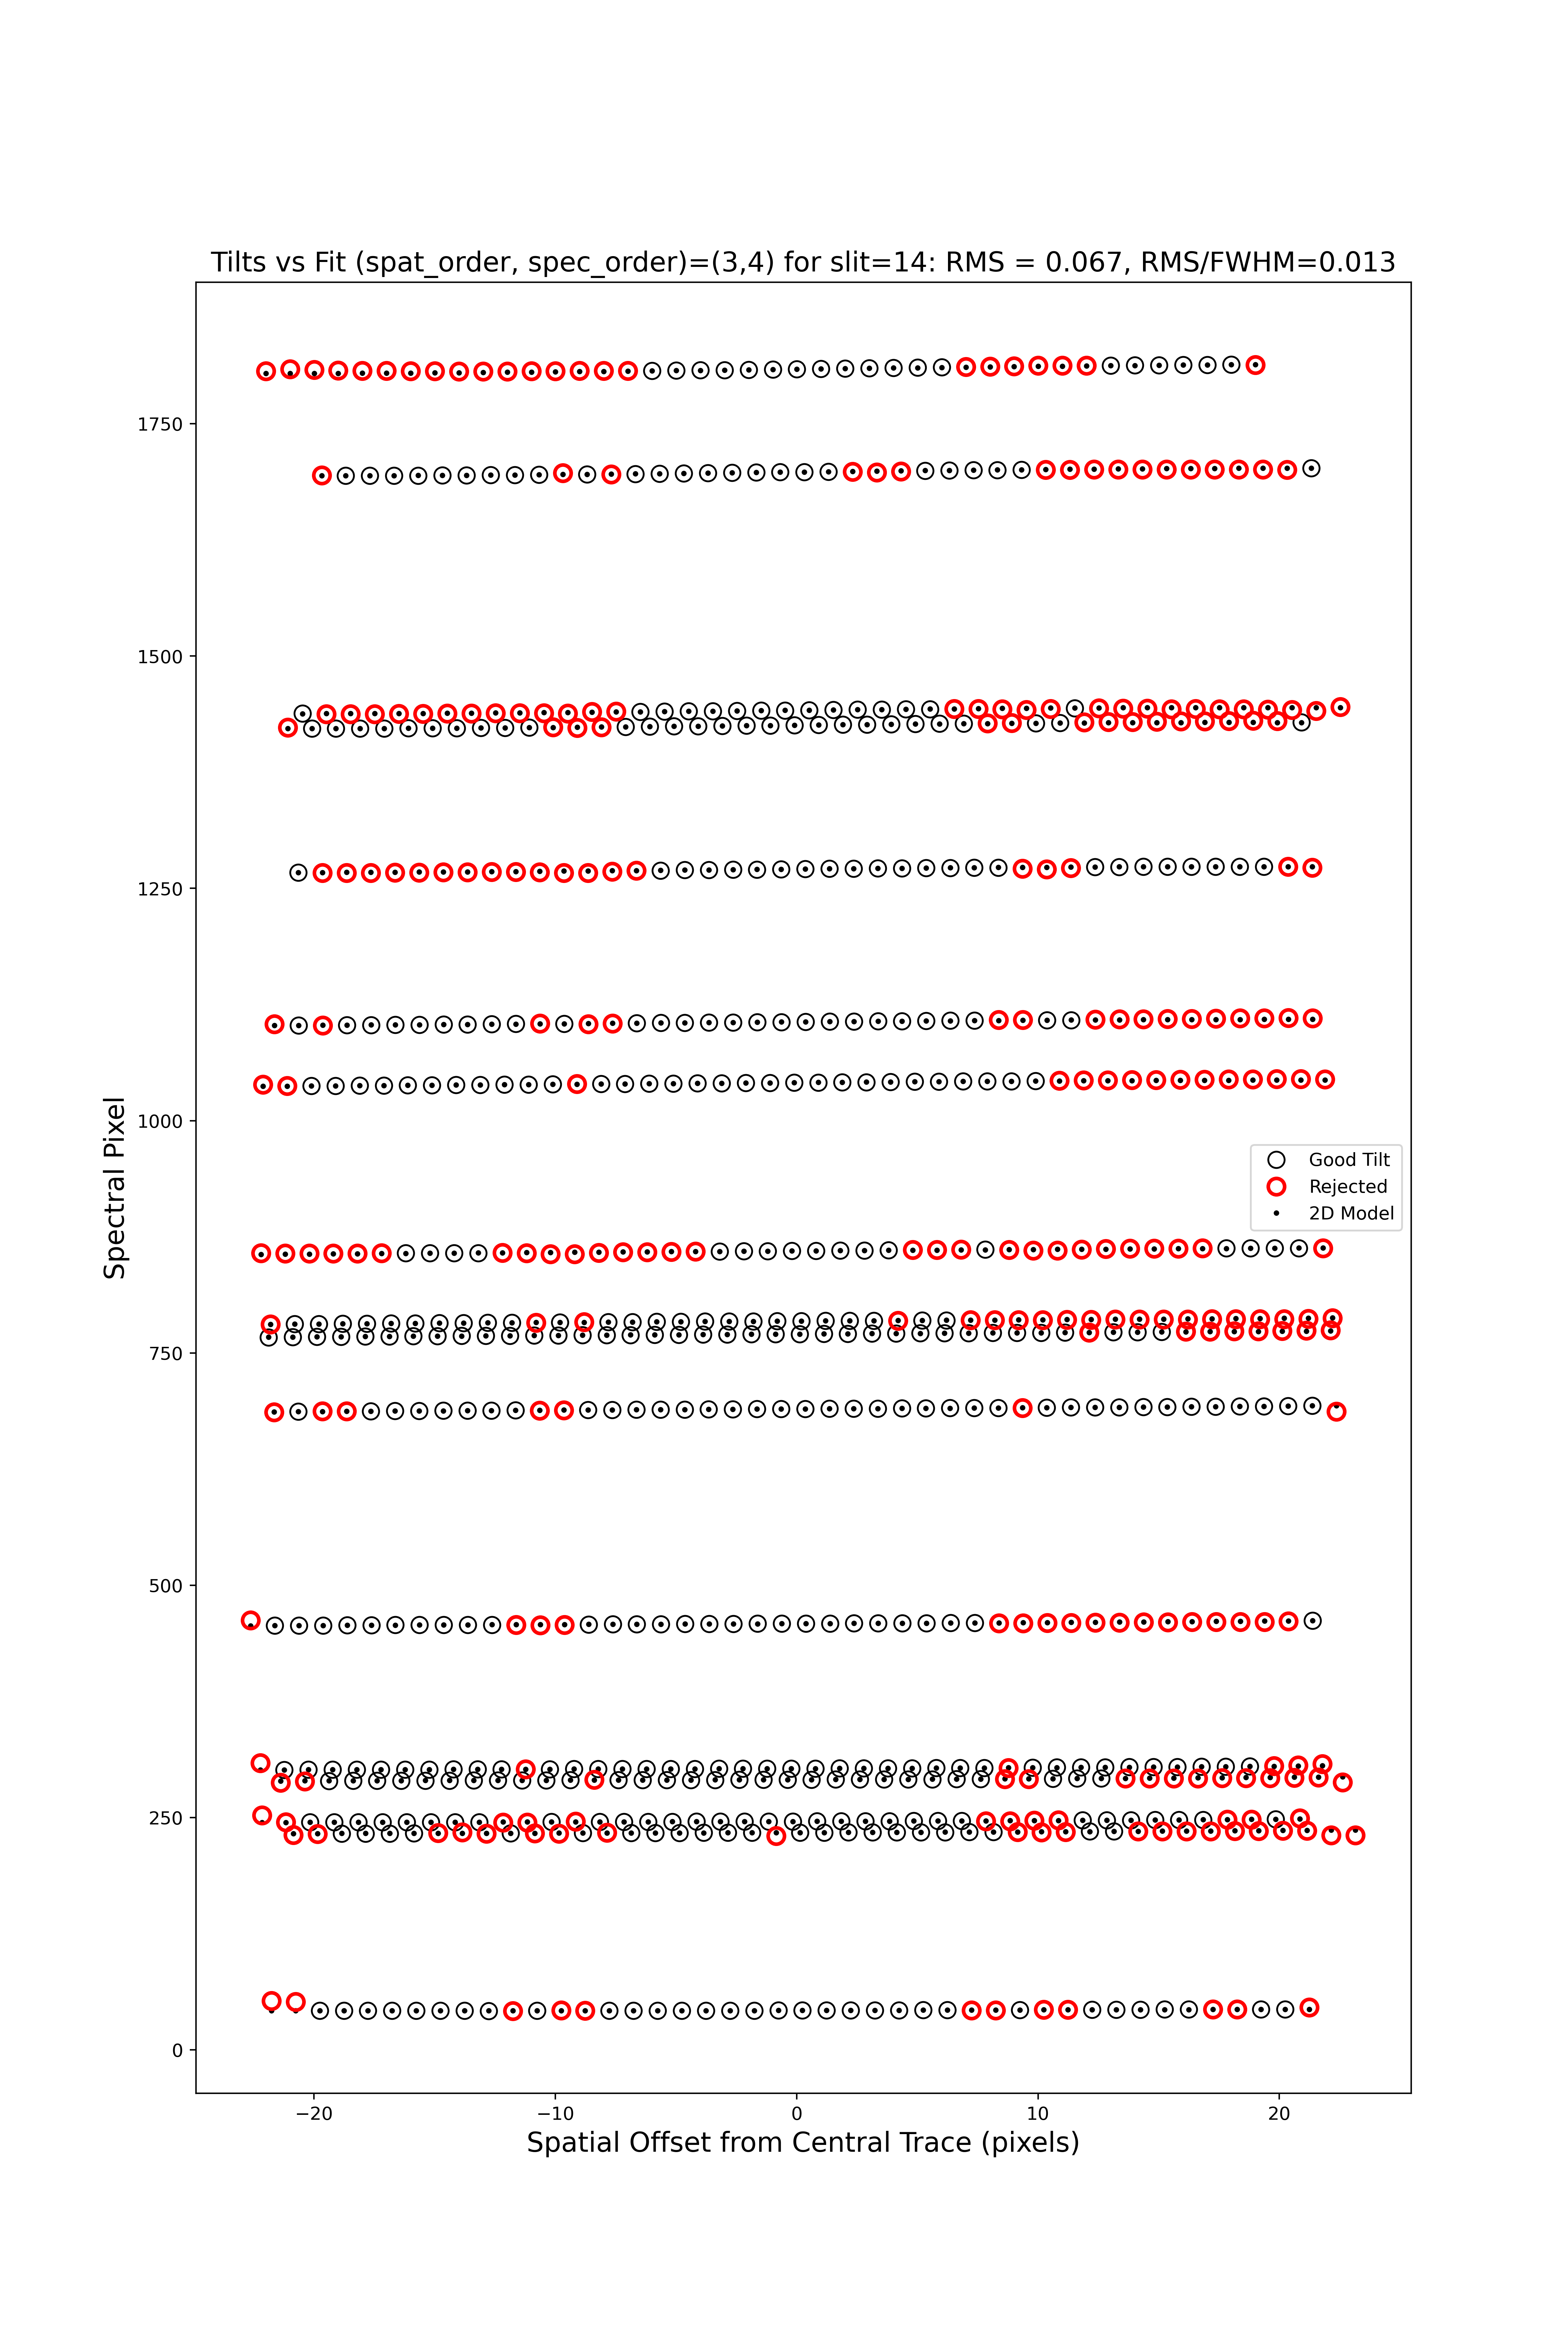 Tilts vs Fit (spat_order, spec_order)=(3,4) for slit=14: RMS = 0.067, RMS/FWHM=0.013
1750
1500
1250
1000
750
500
250
0
Spectral Pixel
Good Tilt
Rejected
2D Model
−20
−10
0
10
20
Spatial Offset from Central Trace (pixels)